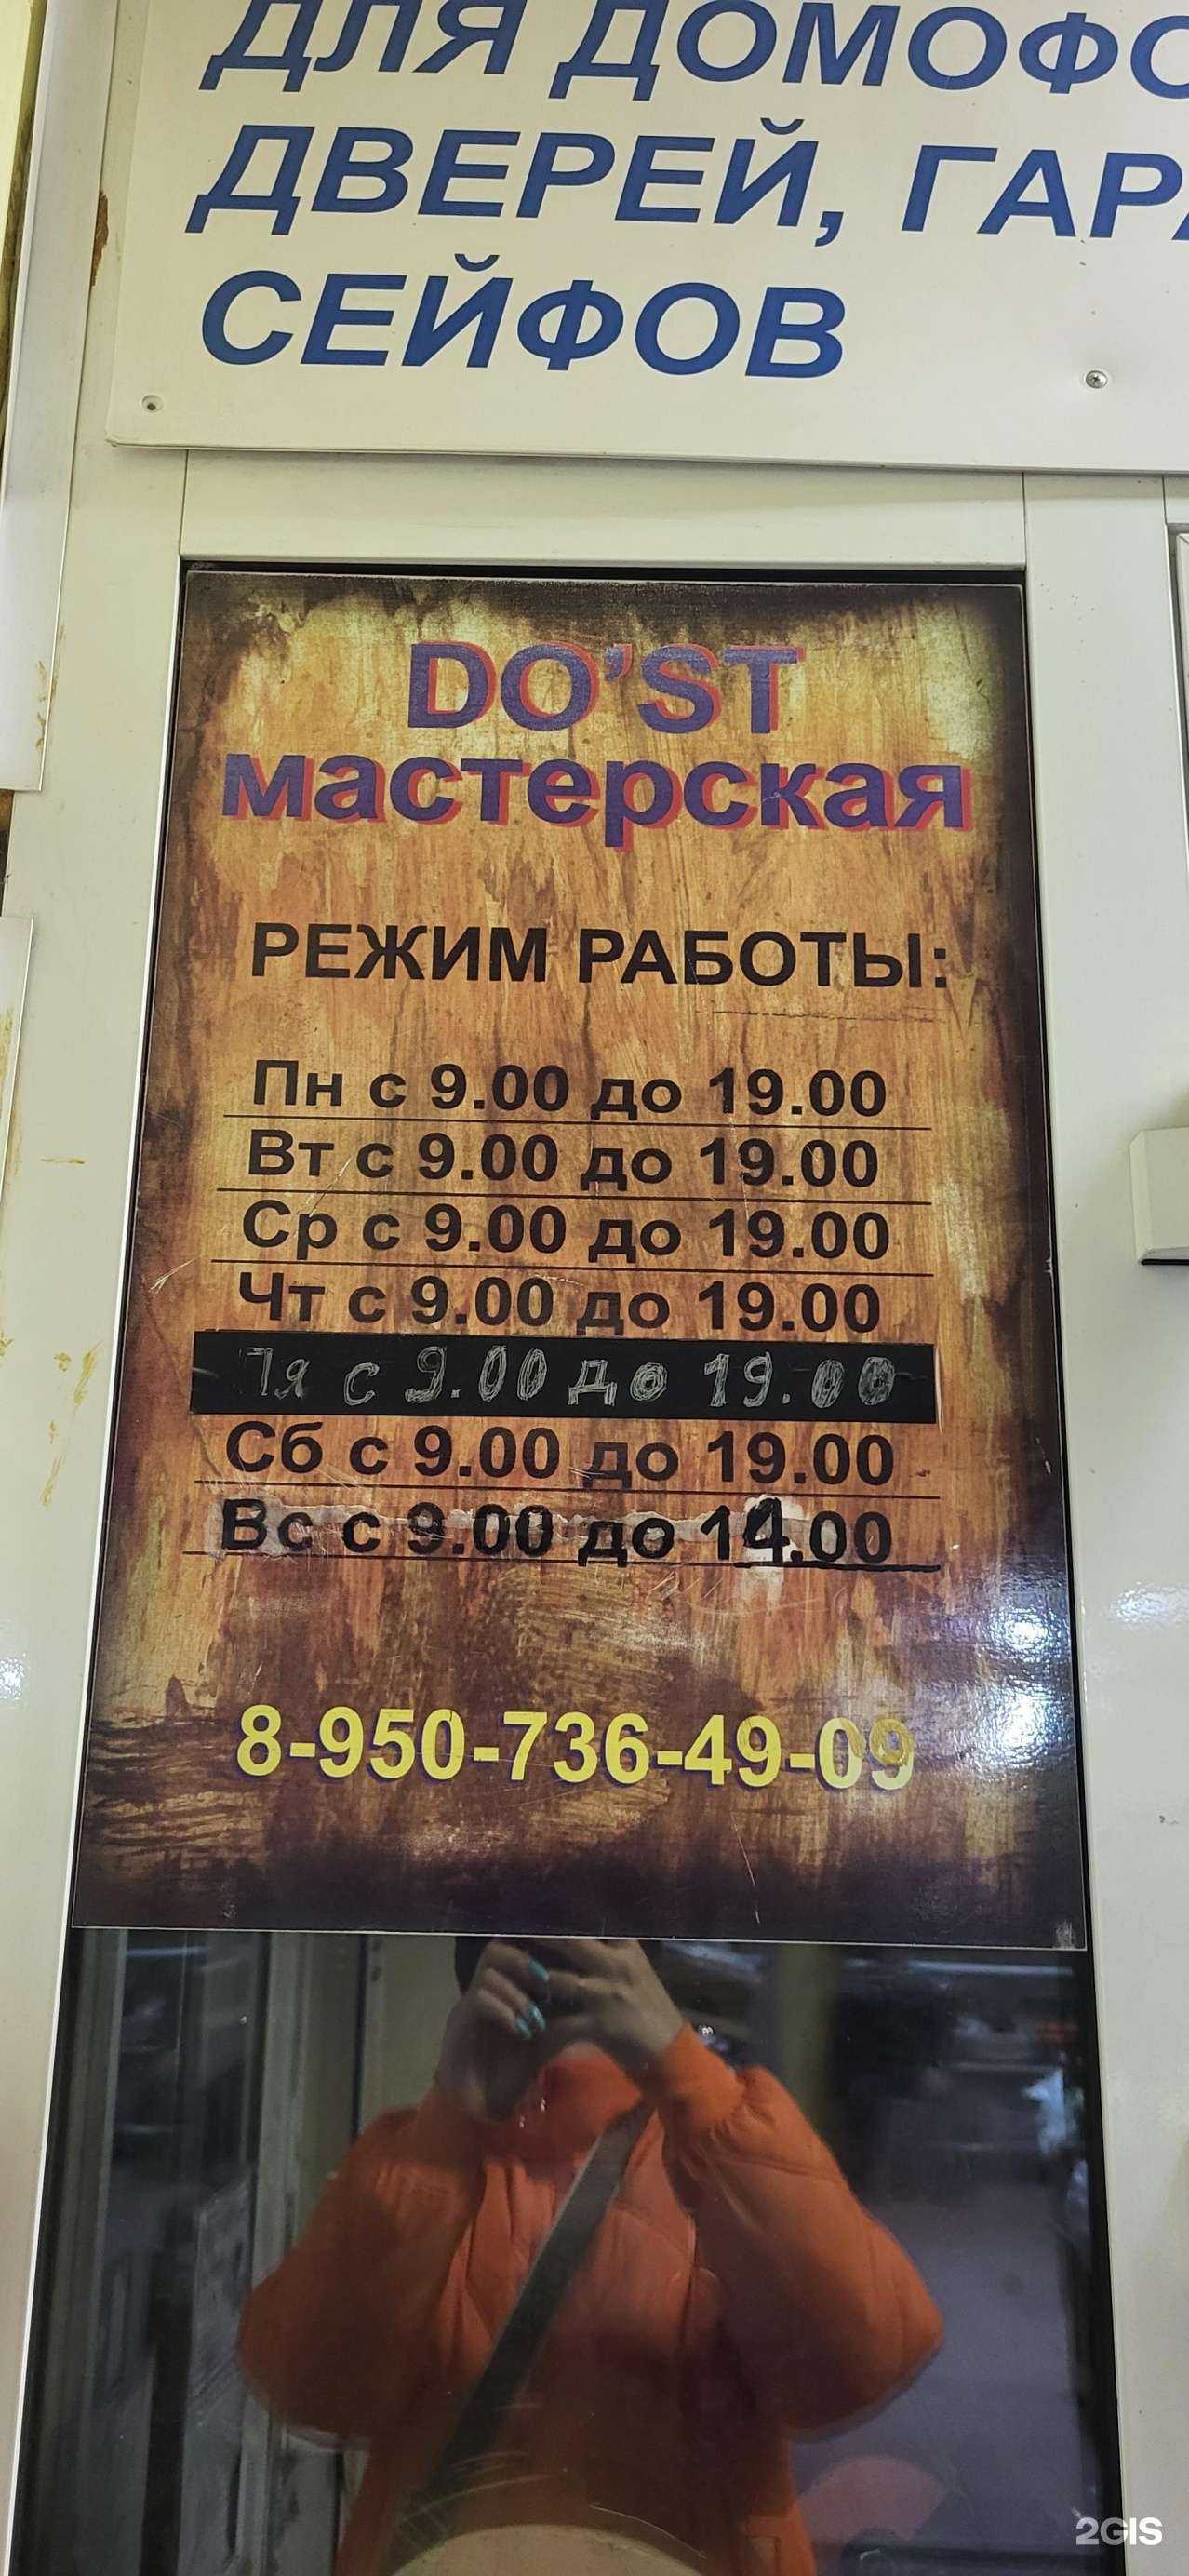 ДЛЯ ДОМОФО
ДВЕРЕЙ, ГАРА
СЕЙФОВ
DO'ST
мастерская
РЕЖИМ РАБОТЫ:
Пн с 9.00 до 19.00
Вт с 9.00 до 19.00
Ср с 9.00 до 19.00
Чт с 9.00 до 19.00
Пя с 9.00 до 19.00
Сб с 9.00 до 19.00
Вс с 9.00 до 14.00
8-950-736-49-09
2GIS